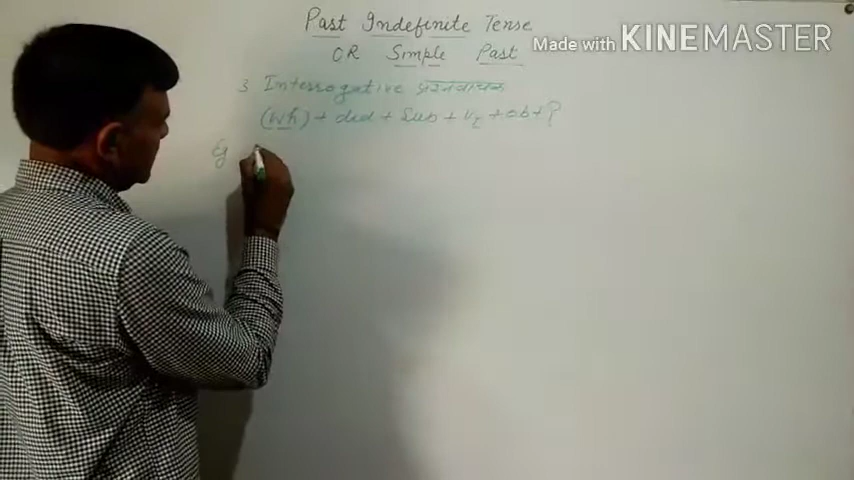 Past Indefinite Tense
OR Simple Past
Made with KINEMASTER
3 Interrogative प्रश्नवाचक
(Wh) + did + Sub + V₁ + ob + ?
Eg